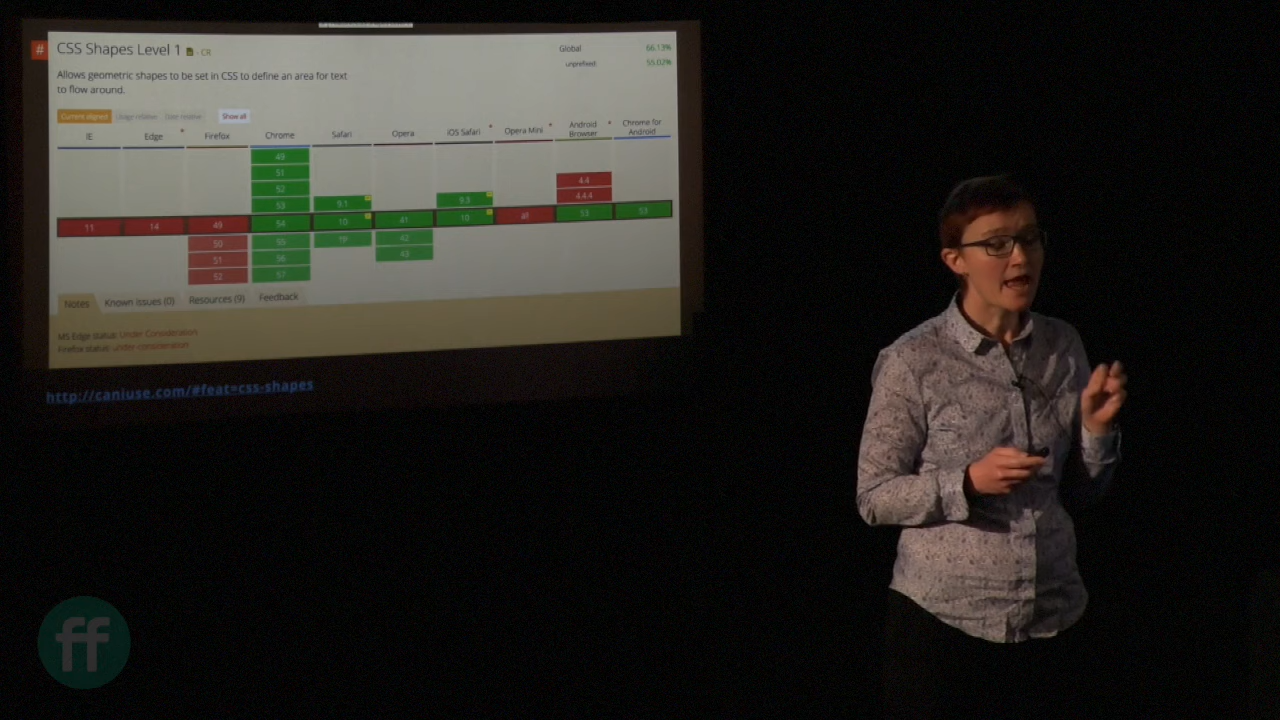 #
CSS Shapes Level 1 - CR
Global 66.13%
unprefixed: 55.02%
Allows geometric shapes to be set in CSS to define an area for text
to flow around.
Current aligned Usage relative Date relative Show all
IE Edge Firefox Chrome Safari Opera iOS Safari Opera Mini Android Browser Chrome for Android
49
51 4.4
52 4.4.4
53 9.1 9.3
11 14 49 54 10 41 10 all 53 53
50 55 TP 42
51 56 43
52 57
Notes Known issues (0) Resources (9) Feedback
MS Edge status: Under Consideration
Firefox status: under-consideration
http://caniuse.com/#feat=css-shapes
ff